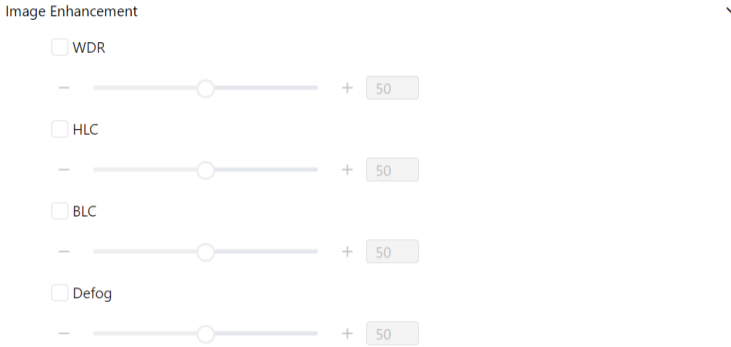 Image Enhancement
WDR
− + 50
HLC
− + 50
BLC
− + 50
Defog
− + 50